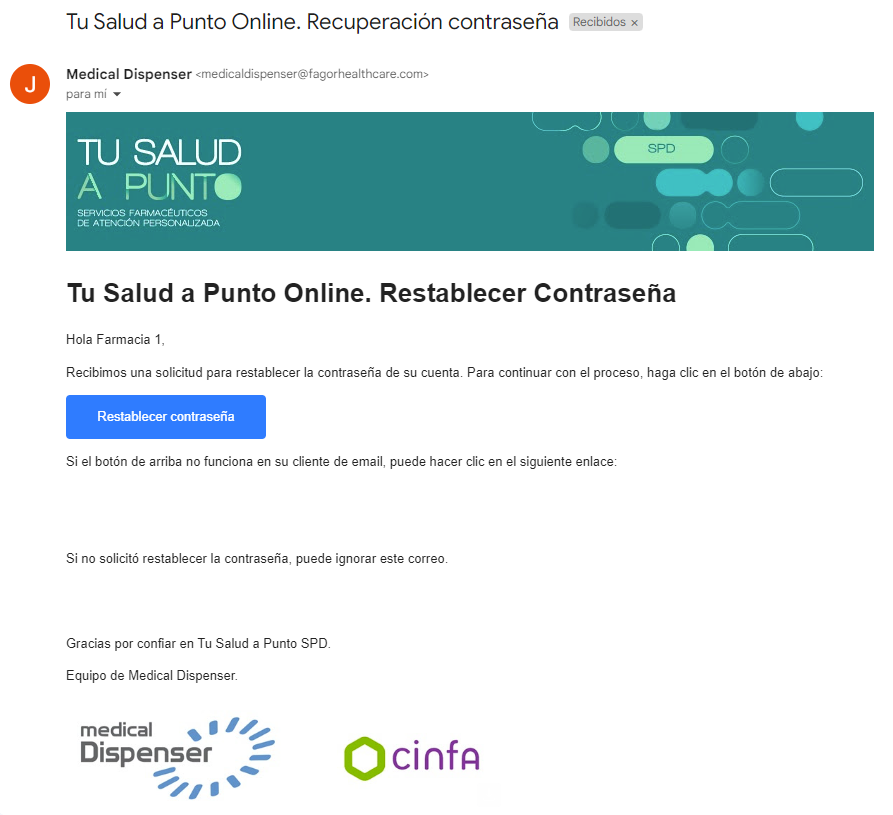 Tu Salud a Punto Online. Recuperación contraseña
Recibidos ×
J
Medical Dispenser <medicaldispenser@fagorhealthcare.com>
para mí
TU SALUD
A PUNTO
SERVICIOS FARMACÉUTICOS
DE ATENCIÓN PERSONALIZADA
SPD
Tu Salud a Punto Online. Restablecer Contraseña
Hola Farmacia 1,
Recibimos una solicitud para restablecer la contraseña de su cuenta. Para continuar con el proceso, haga clic en el botón de abajo:
Restablecer contraseña
Si el botón de arriba no funciona en su cliente de email, puede hacer clic en el siguiente enlace:
Si no solicitó restablecer la contraseña, puede ignorar este correo.
Gracias por confiar en Tu Salud a Punto SPD.
Equipo de Medical Dispenser.
medical
Dispenser
cinfa